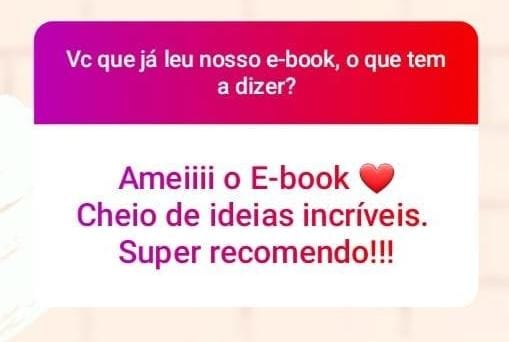 Vc que já leu nosso e-book, o que tem
a dizer?
Ameiiii o E-book ❤️
Cheio de ideias incríveis.
Super recomendo!!!